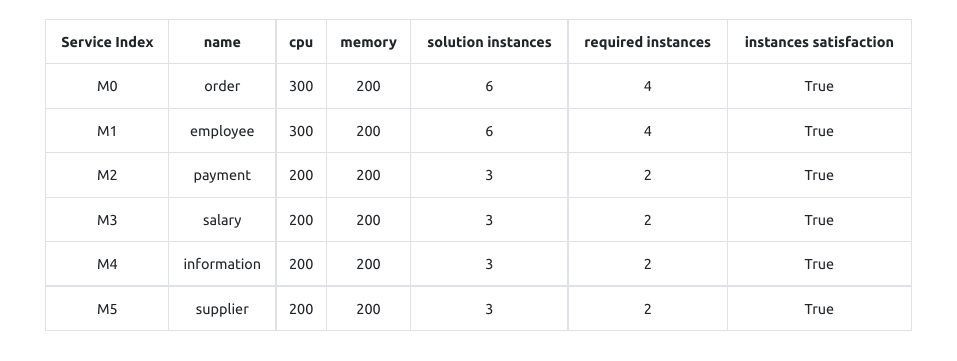 Service Index name cpu memory solution instances required instances instances satisfaction
M0 order 300 200 6 4 True
M1 employee 300 200 6 4 True
M2 payment 200 200 3 2 True
M3 salary 200 200 3 2 True
M4 information 200 200 3 2 True
M5 supplier 200 200 3 2 True